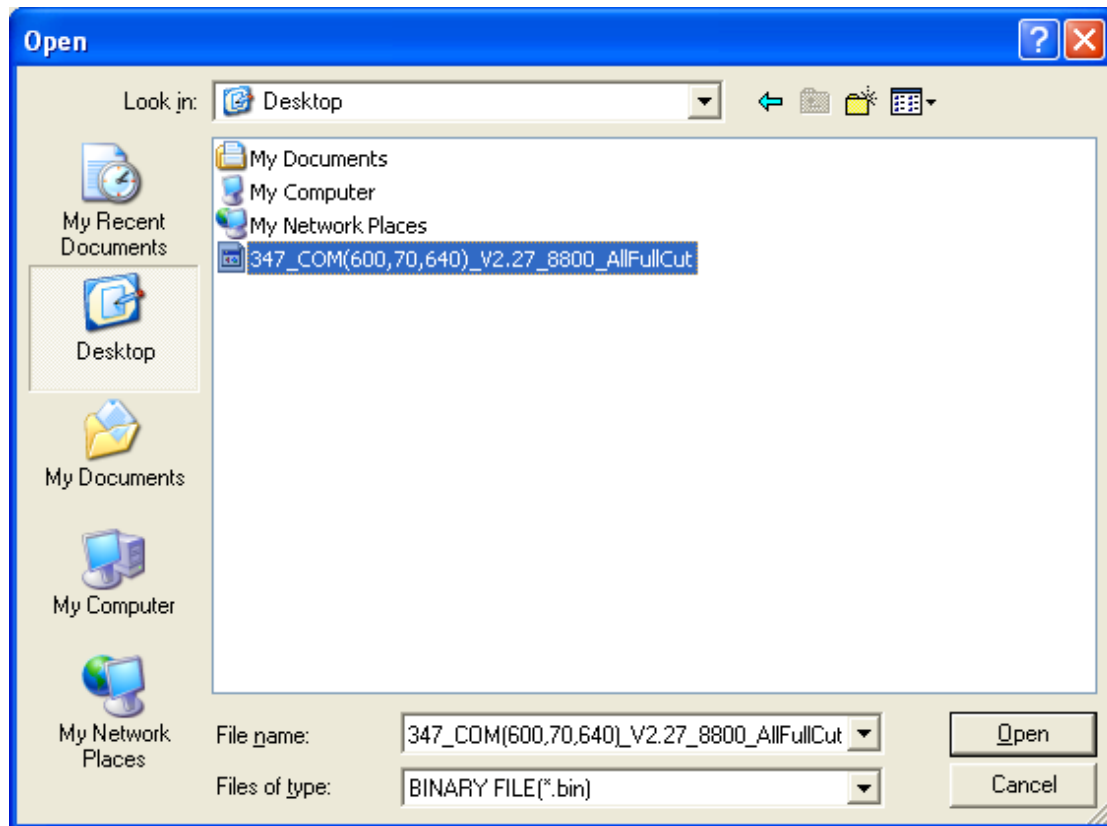 Open
Look in:
Desktop
My Documents
My Computer
My Network Places
347_COM(600,70,640)_V2.27_8800_AllFullCut
My Recent
Documents
Desktop
My Documents
My Computer
My Network
Places
File name:
347_COM(600,70,640)_V2.27_8800_AllFullCut
Open
Files of type:
BINARY FILE(*.bin)
Cancel